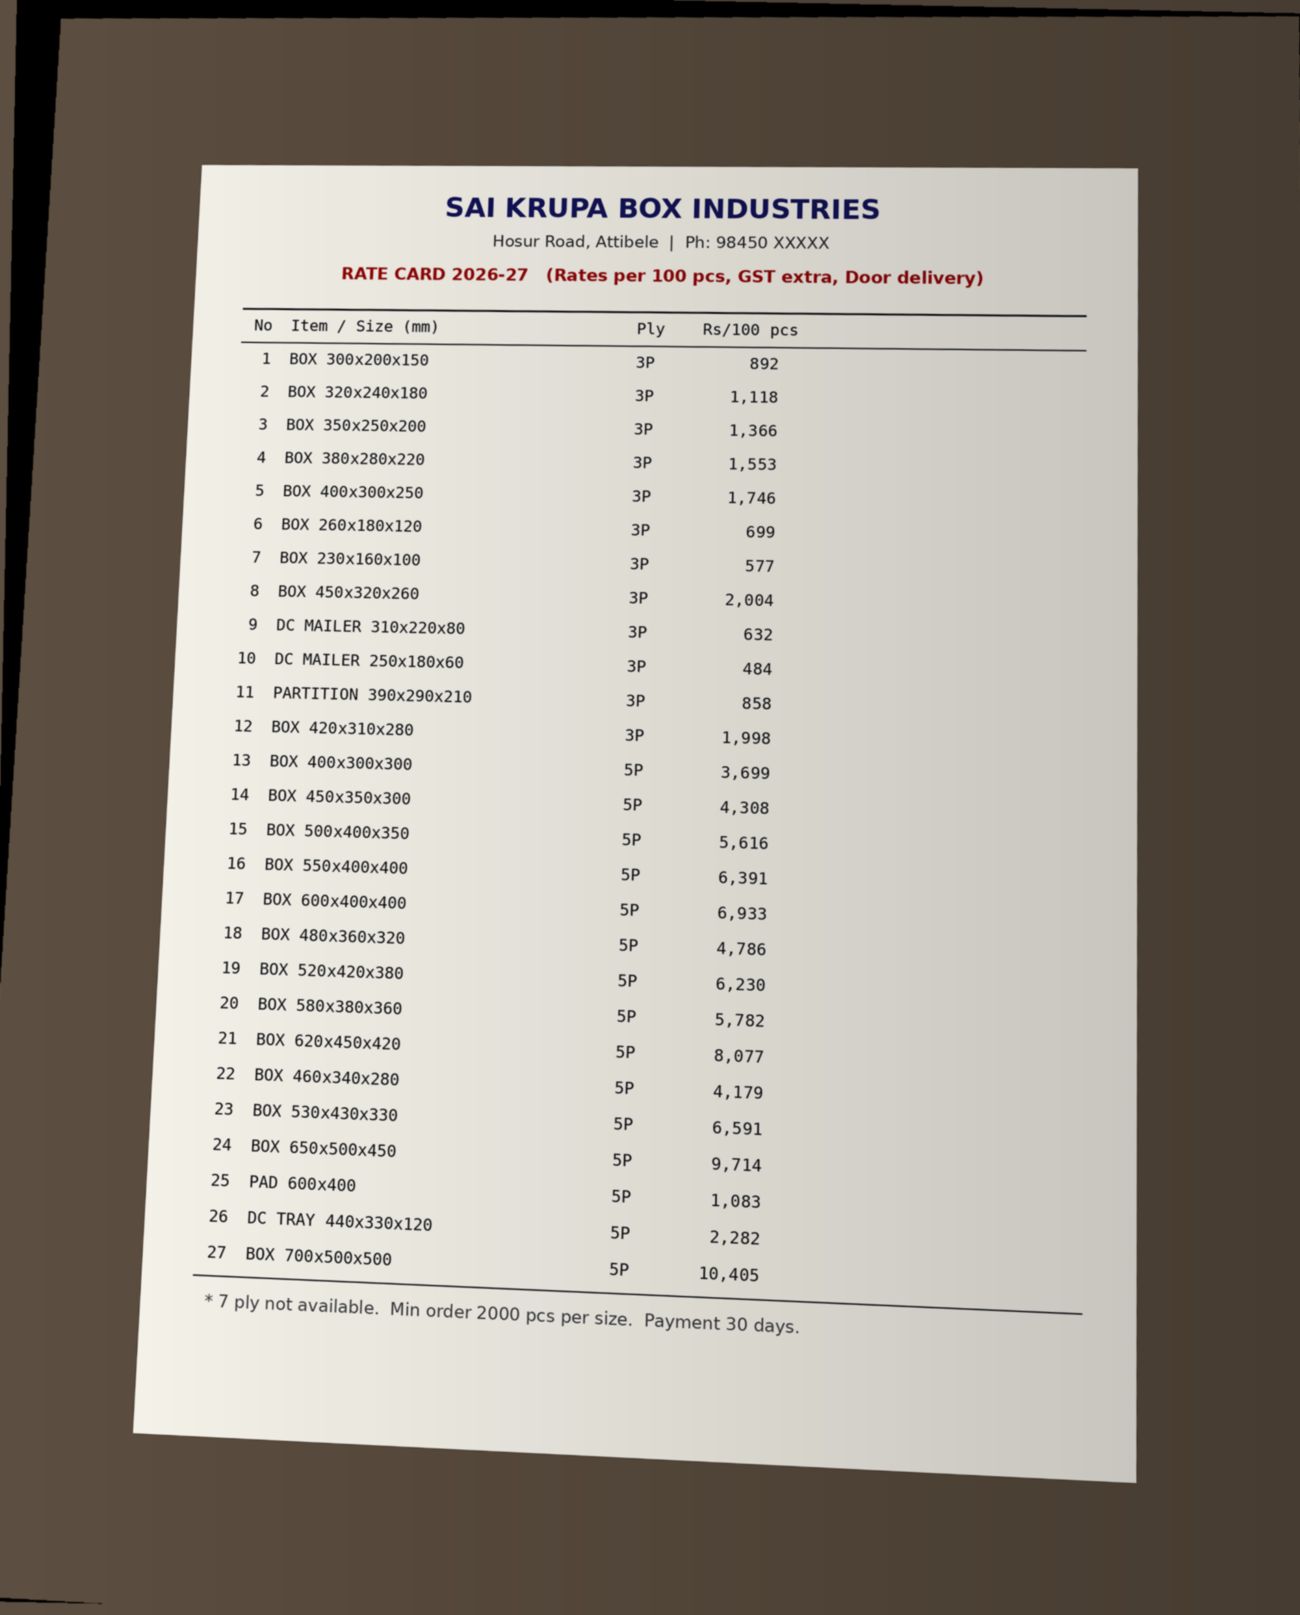 SAI KRUPA BOX INDUSTRIES
Hosur Road, Attibele | Ph: 98450 XXXXX
RATE CARD 2026-27 (Rates per 100 pcs, GST extra, Door delivery)
No Item / Size (mm) Ply Rs/100 pcs
1 BOX 300x200x150 3P 892
2 BOX 320x240x180 3P 1,118
3 BOX 350x250x200 3P 1,366
4 BOX 380x280x220 3P 1,553
5 BOX 400x300x250 3P 1,746
6 BOX 260x180x120 3P 699
7 BOX 230x160x100 3P 577
8 BOX 450x320x260 3P 2,004
9 DC MAILER 310x220x80 3P 632
10 DC MAILER 250x180x60 3P 484
11 PARTITION 390x290x210 3P 858
12 BOX 420x310x280 3P 1,998
13 BOX 400x300x300 5P 3,699
14 BOX 450x350x300 5P 4,308
15 BOX 500x400x350 5P 5,616
16 BOX 550x400x400 5P 6,391
17 BOX 600x400x400 5P 6,933
18 BOX 480x360x320 5P 4,786
19 BOX 520x420x380 5P 6,230
20 BOX 580x380x360 5P 5,782
21 BOX 620x450x420 5P 8,077
22 BOX 460x340x280 5P 4,179
23 BOX 530x430x330 5P 6,591
24 BOX 650x500x450 5P 9,714
25 PAD 600x400 5P 1,083
26 DC TRAY 440x330x120 5P 2,282
27 BOX 700x500x500 5P 10,405
* 7 ply not available. Min order 2000 pcs per size. Payment 30 days.